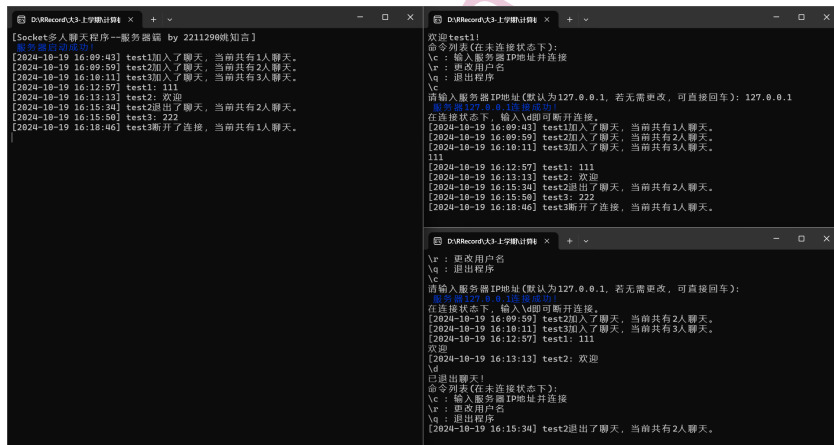 D:\RRecord\大3-上学期\计算机
[Socket多人聊天程序--服务器端 by 2211290姚知言]
服务器启动成功!
[2024-10-19 16:09:43] test1加入了聊天，当前共有1人聊天。
[2024-10-19 16:09:59] test2加入了聊天，当前共有2人聊天。
[2024-10-19 16:10:11] test3加入了聊天，当前共有3人聊天。
[2024-10-19 16:12:57] test1: 111
[2024-10-19 16:13:13] test2: 欢迎
[2024-10-19 16:15:34] test2退出了聊天，当前共有2人聊天。
[2024-10-19 16:15:50] test3: 222
[2024-10-19 16:18:46] test3断开了连接，当前共有1人聊天。
D:\RRecord\大3-上学期\计算机
欢迎test1!
命令列表(在未连接状态下):
\c : 输入服务器IP地址并连接
\r : 更改用户名
\q : 退出程序
\c
请输入服务器IP地址(默认为127.0.0.1, 若无需更改, 可直接回车): 127.0.0.1
服务器127.0.0.1连接成功!
在连接状态下, 输入\d即可断开连接。
[2024-10-19 16:09:43] test1加入了聊天，当前共有1人聊天。
[2024-10-19 16:09:59] test2加入了聊天，当前共有2人聊天。
[2024-10-19 16:10:11] test3加入了聊天，当前共有3人聊天。
111
[2024-10-19 16:12:57] test1: 111
[2024-10-19 16:13:13] test2: 欢迎
[2024-10-19 16:15:34] test2退出了聊天，当前共有2人聊天。
[2024-10-19 16:15:50] test3: 222
[2024-10-19 16:18:46] test3断开了连接，当前共有1人聊天。
D:\RRecord\大3-上学期\计算机
\r : 更改用户名
\q : 退出程序
\c
请输入服务器IP地址(默认为127.0.0.1, 若无需更改, 可直接回车):
服务器127.0.0.1连接成功!
在连接状态下, 输入\d即可断开连接。
[2024-10-19 16:09:59] test2加入了聊天，当前共有2人聊天。
[2024-10-19 16:10:11] test3加入了聊天，当前共有3人聊天。
[2024-10-19 16:12:57] test1: 111
欢迎
[2024-10-19 16:13:13] test2: 欢迎
\d
已退出聊天!
命令列表(在未连接状态下):
\c : 输入服务器IP地址并连接
\r : 更改用户名
\q : 退出程序
[2024-10-19 16:15:34] test2退出了聊天，当前共有2人聊天。